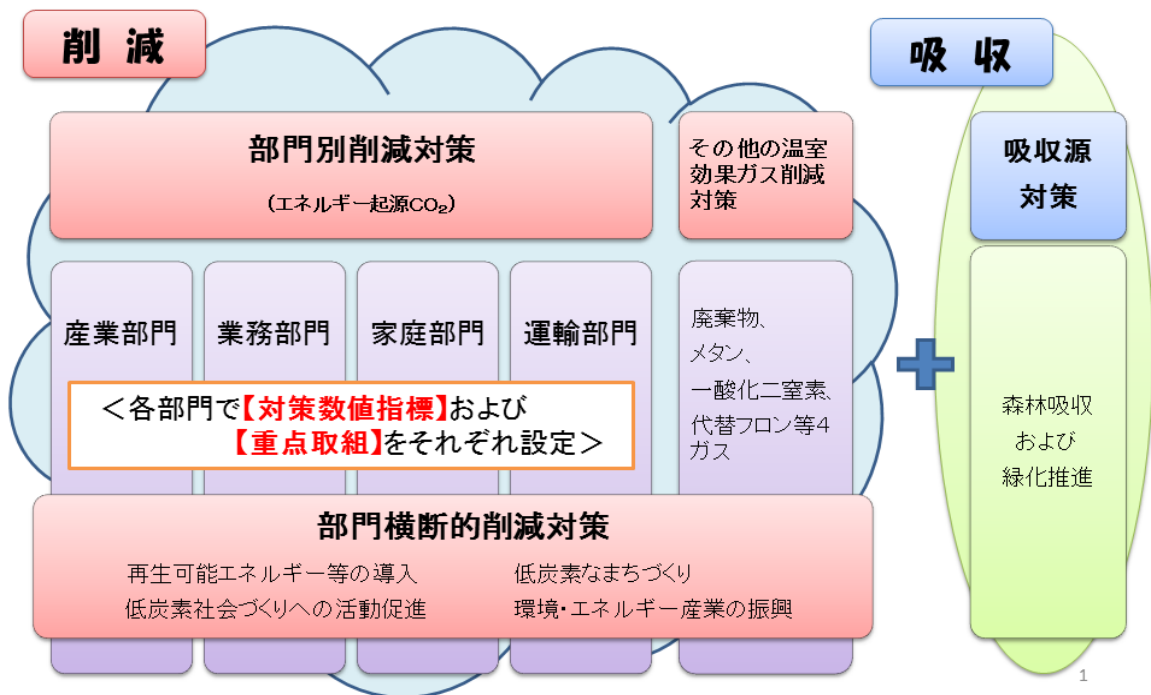 削 減
吸 収
部門別削減対策
(エネルギー起源CO₂)
その他の温室
効果ガス削減
対策
吸収源
対策
産業部門
業務部門
家庭部門
運輸部門
<各部門で【対策数値指標】および
【重点取組】をそれぞれ設定>
廃棄物、
メタン、
一酸化二窒素、
代替フロン等4
ガス
森林吸収
および
緑化推進
部門横断的削減対策
再生可能エネルギー等の導入
低炭素なまちづくり
低炭素社会づくりへの活動促進
環境・エネルギー産業の振興
1